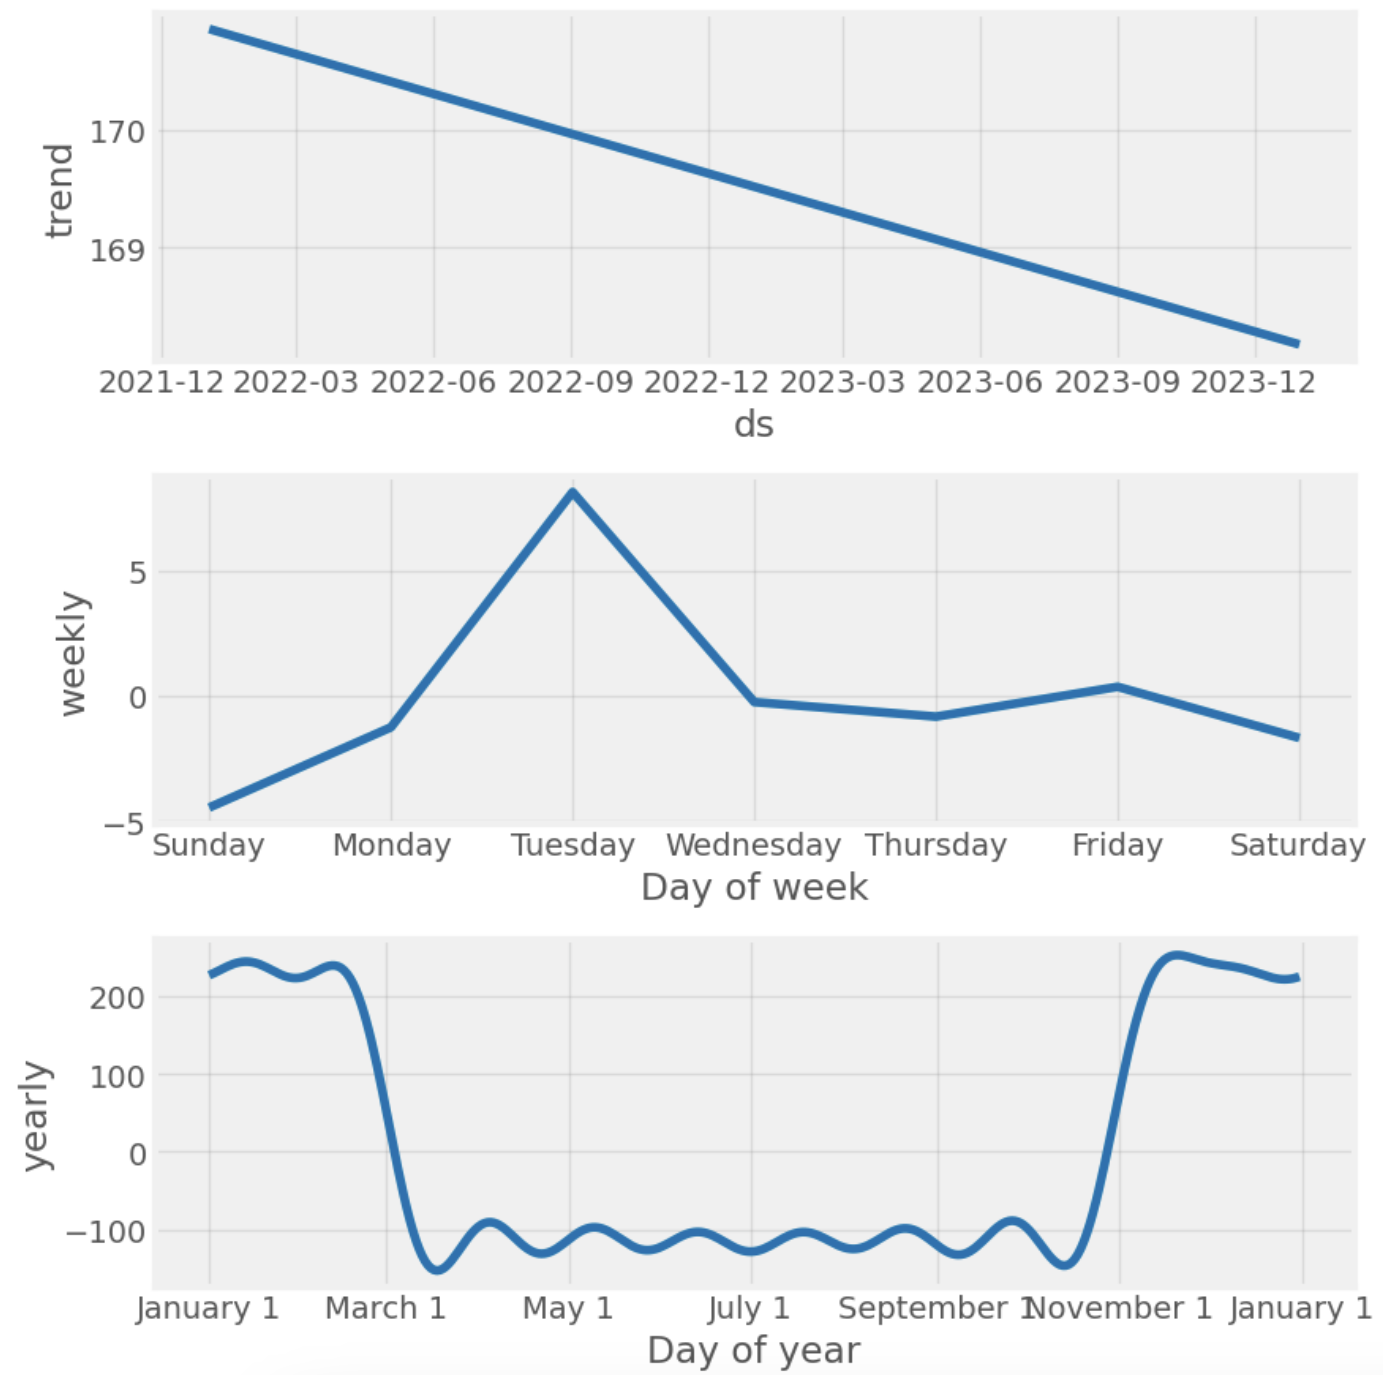 170
169
trend
2021-12 2022-03 2022-06 2022-09 2022-12 2023-03 2023-06 2023-09 2023-12
ds
5
0
−5
weekly
Sunday Monday Tuesday Wednesday Thursday Friday Saturday
Day of week
200
100
0
−100
yearly
January 1 March 1 May 1 July 1 September 1 November 1 January 1
Day of year